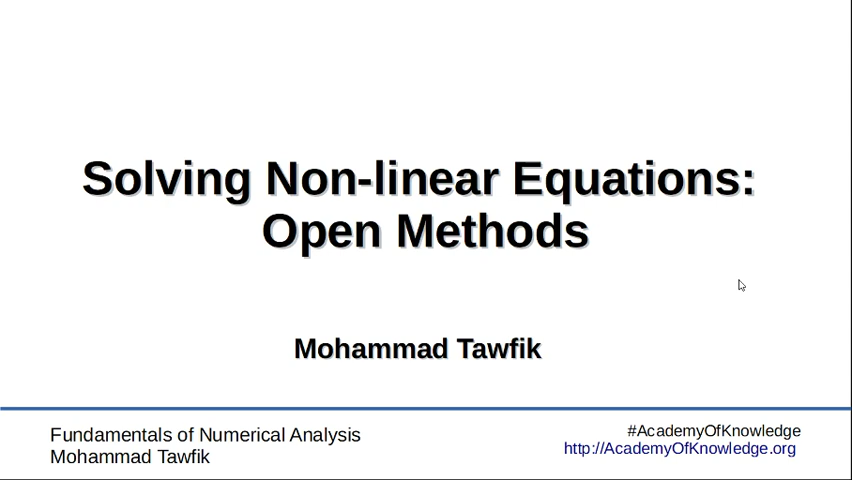 Solving Non-linear Equations:
Open Methods
Mohammad Tawfik
Fundamentals of Numerical Analysis
Mohammad Tawfik
#AcademyOfKnowledge
http://AcademyOfKnowledge.org